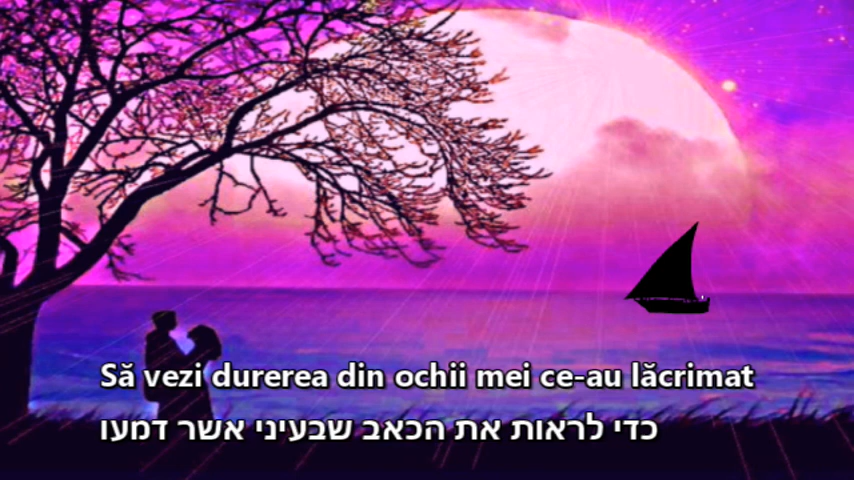 Să vezi durerea din ochii mei ce-au lăcrimat
כדי לראות את הכאב שבעיני אשר דמעו